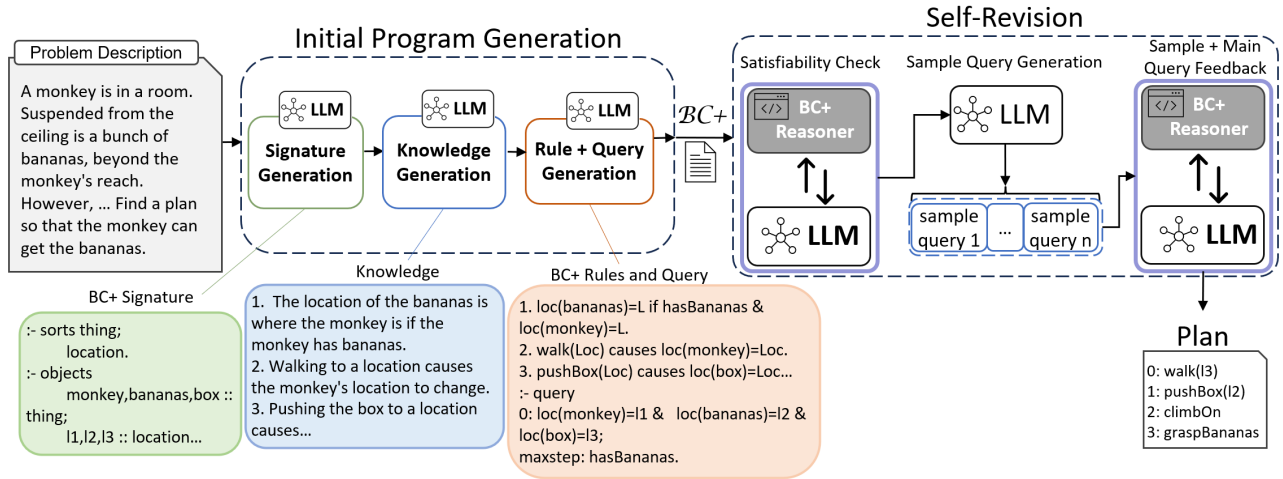 Problem Description
A monkey is in a room.
Suspended from the
ceiling is a bunch of
bananas, beyond the
monkey's reach.
However, ... Find a plan
so that the monkey can
get the bananas.
Initial Program Generation
LLM
Signature
Generation
LLM
Knowledge
Generation
LLM
Rule + Query
Generation
BC+
Self-Revision
Satisfiability Check
BC+
Reasoner
LLM
Sample Query Generation
LLM
sample
query 1
...
sample
query n
Sample + Main
Query Feedback
BC+
Reasoner
LLM
BC+ Signature
:- sorts thing;
location.
:- objects
monkey,bananas,box ::
thing;
l1,l2,l3 :: location...
Knowledge
1. The location of the bananas is
where the monkey is if the
monkey has bananas.
2. Walking to a location causes
the monkey's location to change.
3. Pushing the box to a location
causes...
BC+ Rules and Query
1. loc(bananas)=L if hasBananas &
loc(monkey)=L.
2. walk(Loc) causes loc(monkey)=Loc.
3. pushBox(Loc) causes loc(box)=Loc...
:- query
0: loc(monkey)=l1 & loc(bananas)=l2 &
loc(box)=l3;
maxstep: hasBananas.
Plan
0: walk(l3)
1: pushBox(l2)
2: climbOn
3: graspBananas